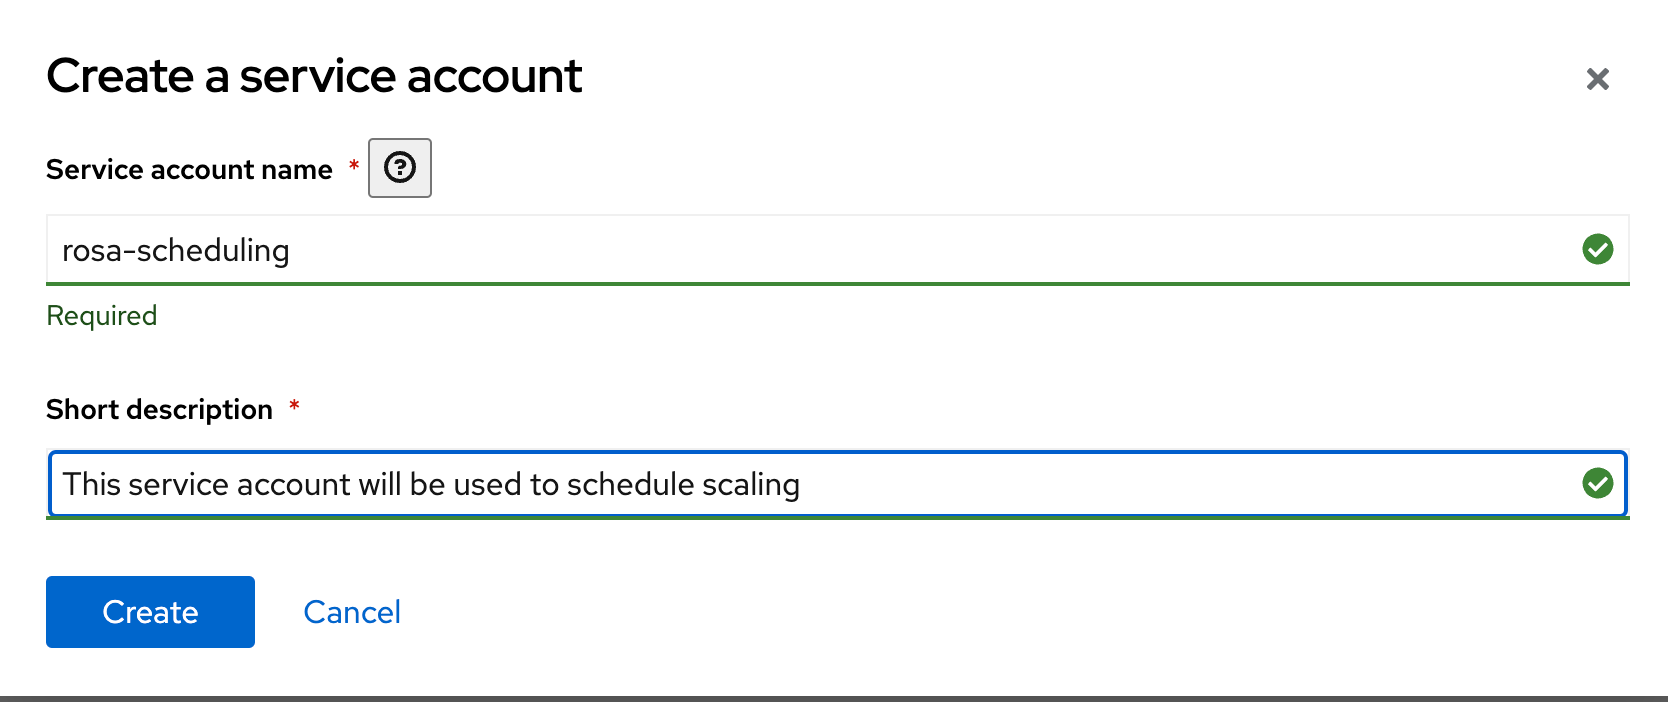 Create a service account
Service account name *
rosa-scheduling
Required
Short description *
This service account will be used to schedule scaling
Create Cancel